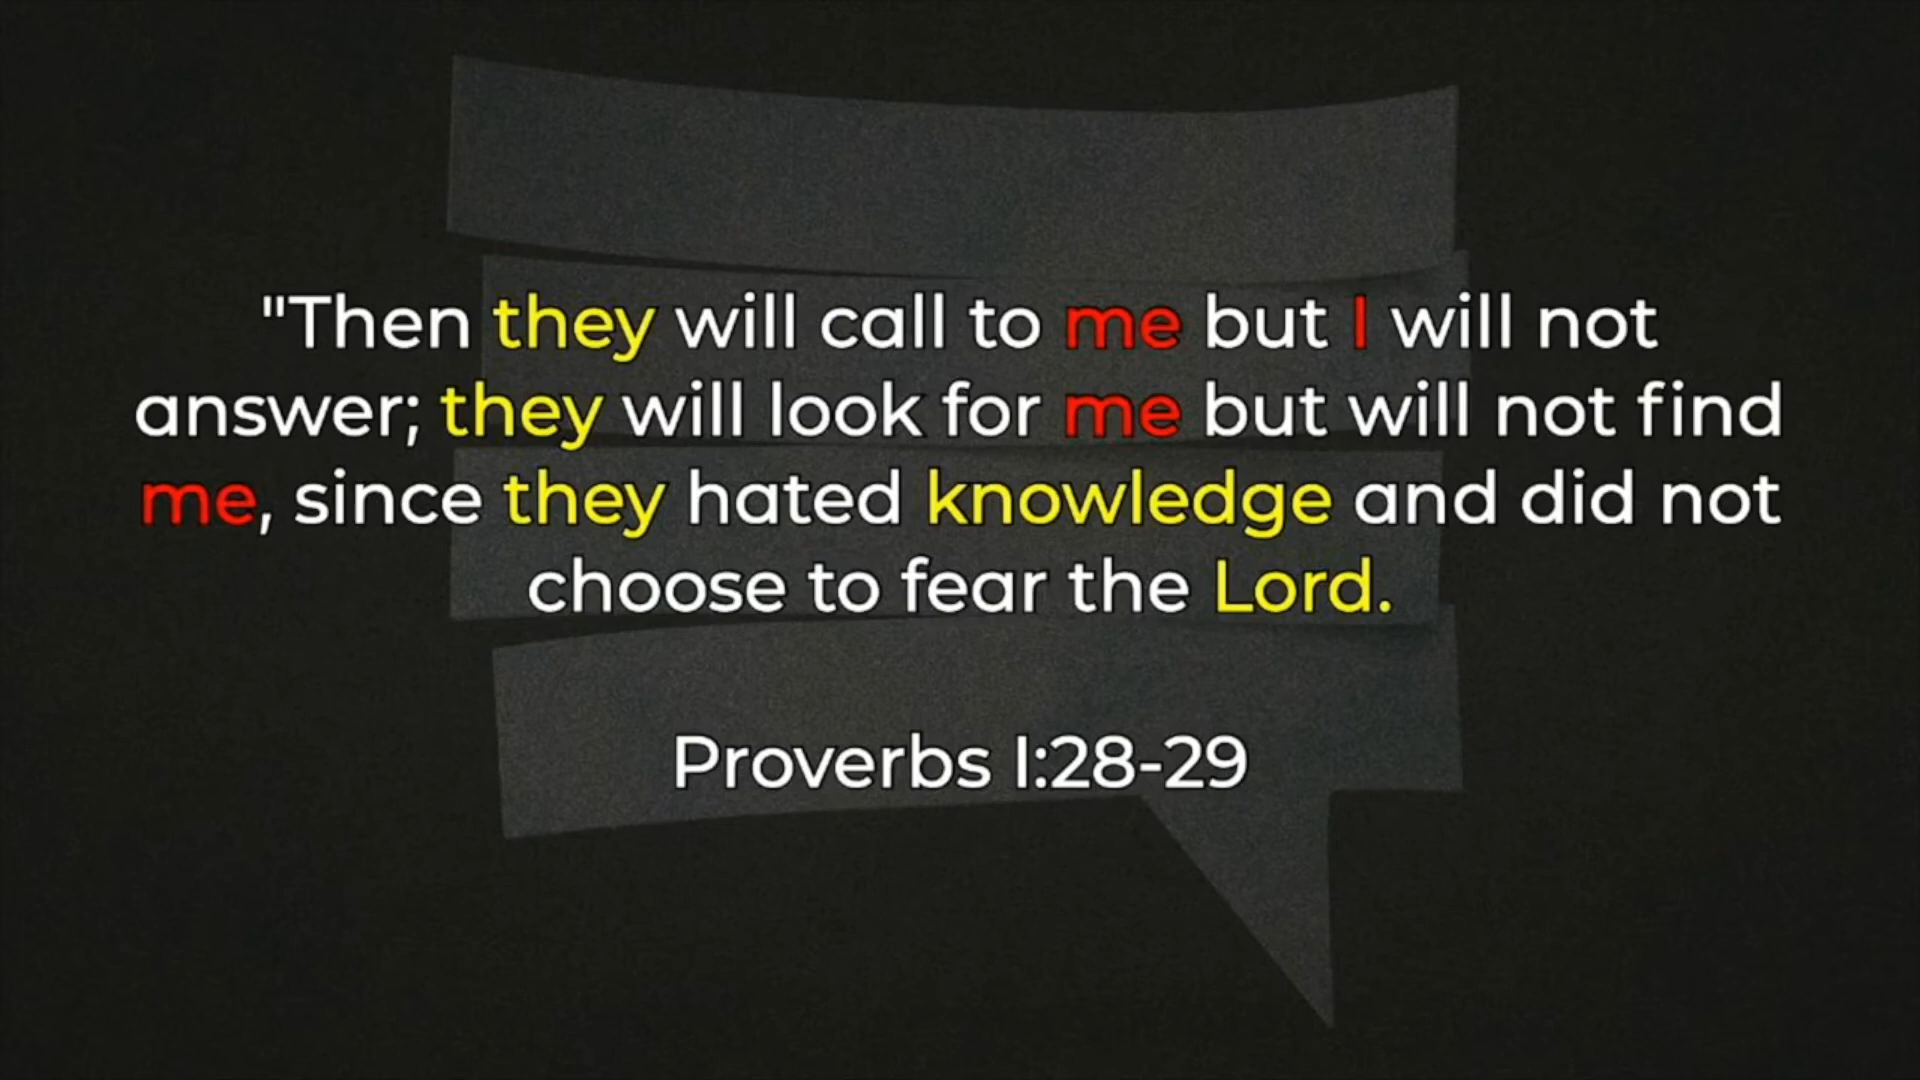 "Then they will call to me but I will not
answer; they will look for me but will not find
me, since they hated knowledge and did not
choose to fear the Lord.
Proverbs 1:28-29